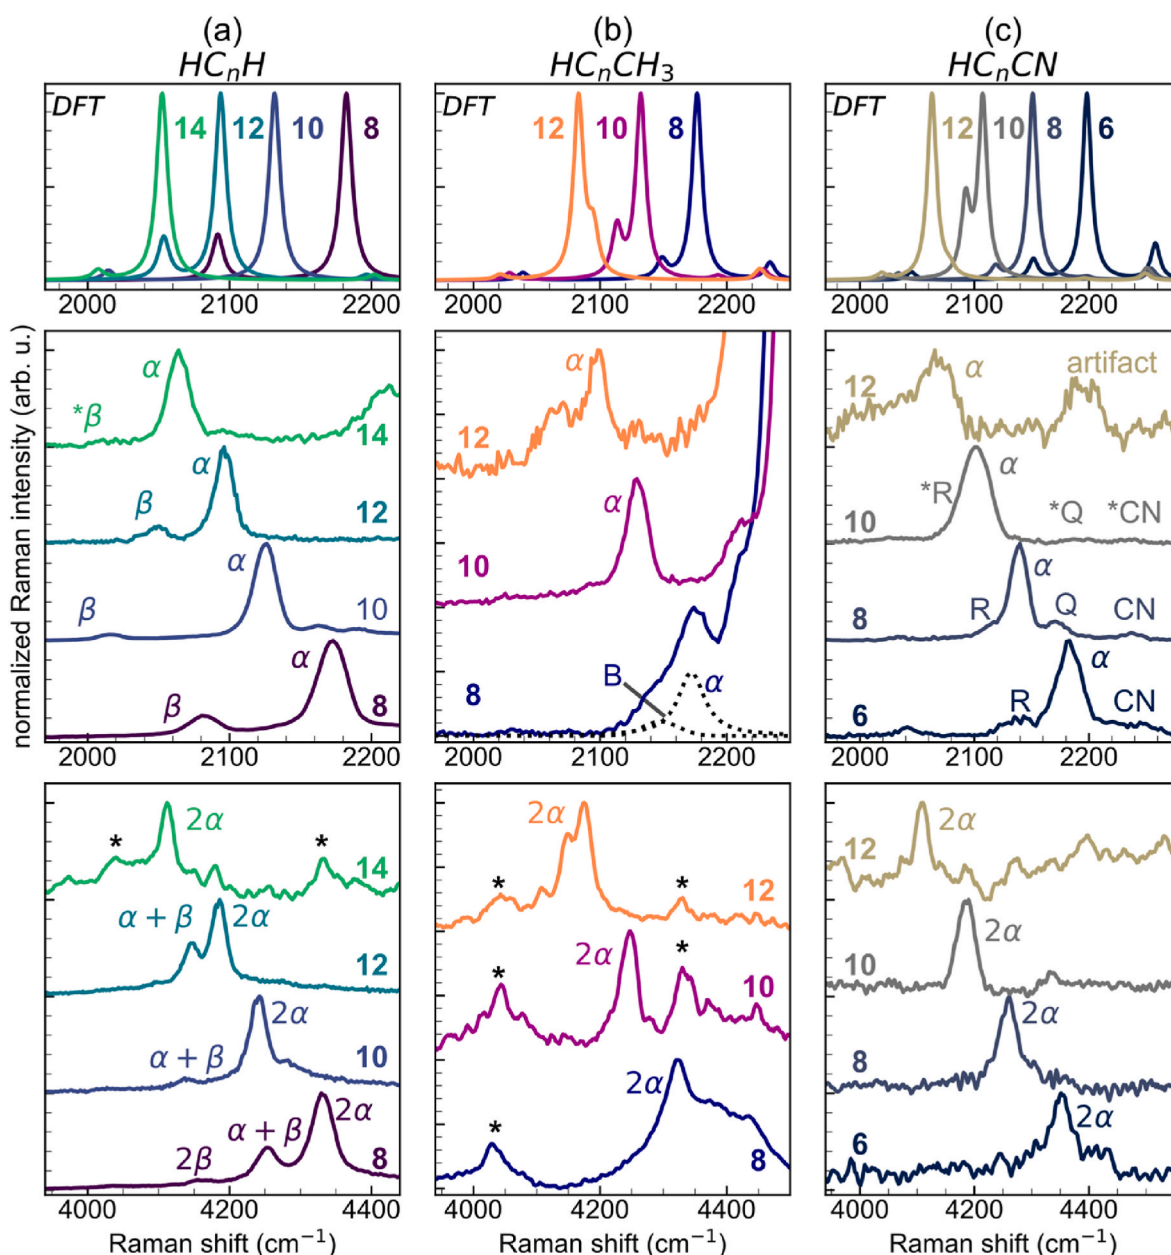 (a)
HCnH
(b)
HCnCH3
(c)
HCnCN
DFT
14
12
10
8
2000
2100
2200
DFT
12
10
8
2000
2100
2200
DFT
12
10
8
6
2000
2100
2200
normalized Raman intensity (arb. u.)
α
*β
14
α
β
12
α
β
10
α
β
8
2000
2100
2200
α
12
α
10
B
α
8
2000
2100
2200
12
α
artifact
*R
α
*Q
*CN
10
α
R
Q
CN
8
α
R
CN
6
2000
2100
2200
*
2α
*
14
α + β
2α
12
2α
α + β
10
2α
α + β
2β
8
4000
4200
4400
2α
*
*
12
2α
*
*
10
2α
*
8
4000
4200
4400
2α
12
2α
10
2α
8
2α
6
4000
4200
4400
Raman shift (cm−1)
Raman shift (cm−1)
Raman shift (cm−1)